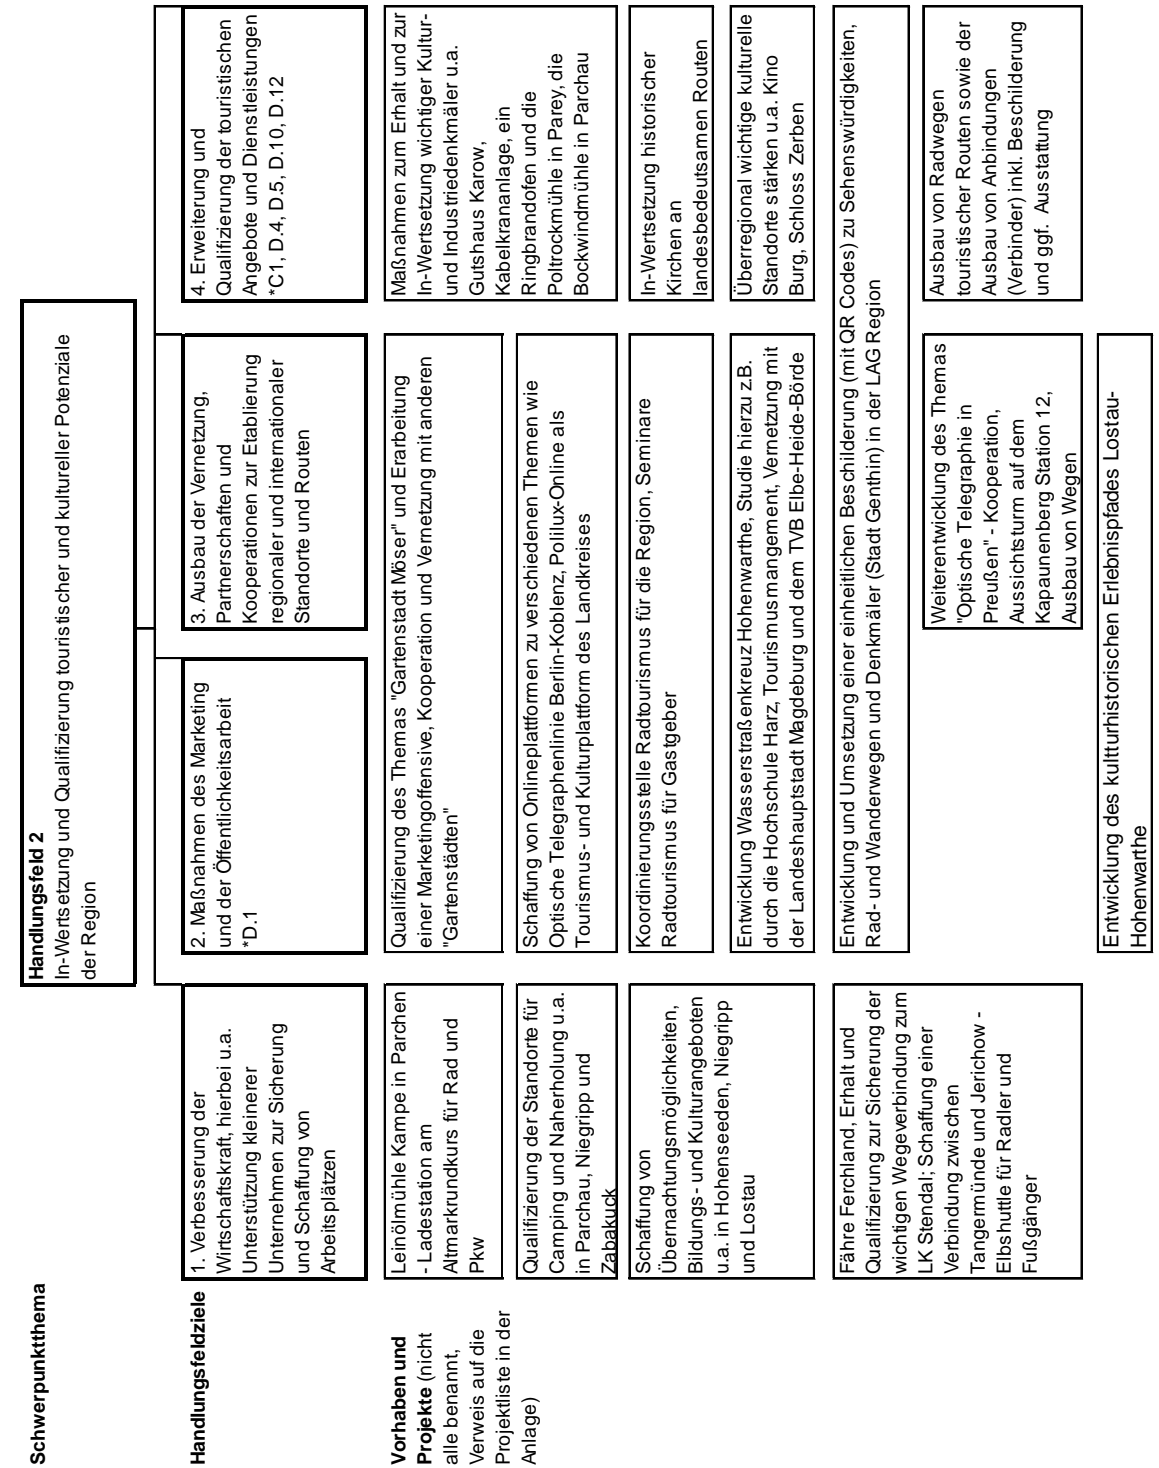 Schwerpunktthema
Handlungsfeld 2
In-Wertsetzung und Qualifizierung touristischer und kultureller Potenziale
der Region
Handlungsfeldziele
1. Verbesserung der
Wirtschaftskraft, hierbei u.a.
Unterstützung kleinerer
Unternehmen zur Sicherung
und Schaffung von
Arbeitsplätzen
2. Maßnahmen des Marketing
und der Öffentlichkeitsarbeit
*D.1
3. Ausbau der Vernetzung,
Partnerschaften und
Kooperationen zur Etablierung
regionaler und internationaler
Standorte und Routen
4. Erweiterung und
Qualifizierung der touristischen
Angebote und Dienstleistungen
*C1, D.4, D.5, D.10, D.12
Vorhaben und
Projekte (nicht
alle benannt,
Verweis auf die
Projektliste in der
Anlage)
Leinölmühle Kampe in Parchen
- Ladestation am
Altmarkrundkurs für Rad und
Pkw
Qualifizierung des Themas "Gartenstadt Möser" und Erarbeitung
einer Marketingoffensive, Kooperation und Vernetzung mit anderen
"Gartenstädten"
Maßnahmen zum Erhalt und zur
In-Wertsetzung wichtiger Kultur-
und Industriedenkmäler u.a.
Gutshaus Karow,
Kabelkrananlage, ein
Ringbrandofen und die
Poltrockmühle in Parey, die
Bockwindmühle in Parchau
Qualifizierung der Standorte für
Camping und Naherholung u.a.
in Parchau, Niegripp und
Zabakuck
Schaffung von Onlineplattformen zu verschiedenen Themen wie
Optische Telegraphenlinie Berlin-Koblenz, Polilux-Online als
Tourismus- und Kulturplattform des Landkreises
Schaffung von
Übernachtungsmöglichkeiten,
Bildungs- und Kulturangeboten
u.a. in Hohenseeden, Niegripp
und Lostau
Koordinierungsstelle Radtourismus für die Region, Seminare
Radtourismus für Gastgeber
In-Wertsetzung historischer
Kirchen an
landesbedeutsamen Routen
Entwicklung Wasserstraßenkreuz Hohenwarthe, Studie hierzu z.B.
durch die Hochschule Harz, Tourismusmangement, Vernetzung mit
der Landeshauptstadt Magdeburg und dem TVB Elbe-Heide-Börde
Überregional wichtige kulturelle
Standorte stärken u.a. Kino
Burg, Schloss Zerben
Fähre Ferchland, Erhalt und
Qualifizierung zur Sicherung der
wichtigen Wegeverbindung zum
LK Stendal; Schaffung einer
Verbindung zwischen
Tangermünde und Jerichow -
Elbshuttle für Radler und
Fußgänger
Entwicklung und Umsetzung einer einheitlichen Beschilderung (mit QR Codes) zu Sehenswürdigkeiten,
Rad- und Wanderwegen und Denkmäler (Stadt Genthin) in der LAG Region
Weiterentwicklung des Themas
"Optische Telegraphie in
Preußen" - Kooperation,
Aussichtsturm auf dem
Kapaunenberg Station 12,
Ausbau von Wegen
Ausbau von Radwegen
touristischer Routen sowie der
Ausbau von Anbindungen
(Verbinder) inkl. Beschilderung
und ggf. Ausstattung
Entwicklung des kultturhistorischen Erlebnispfades Lostau-
Hohenwarthe